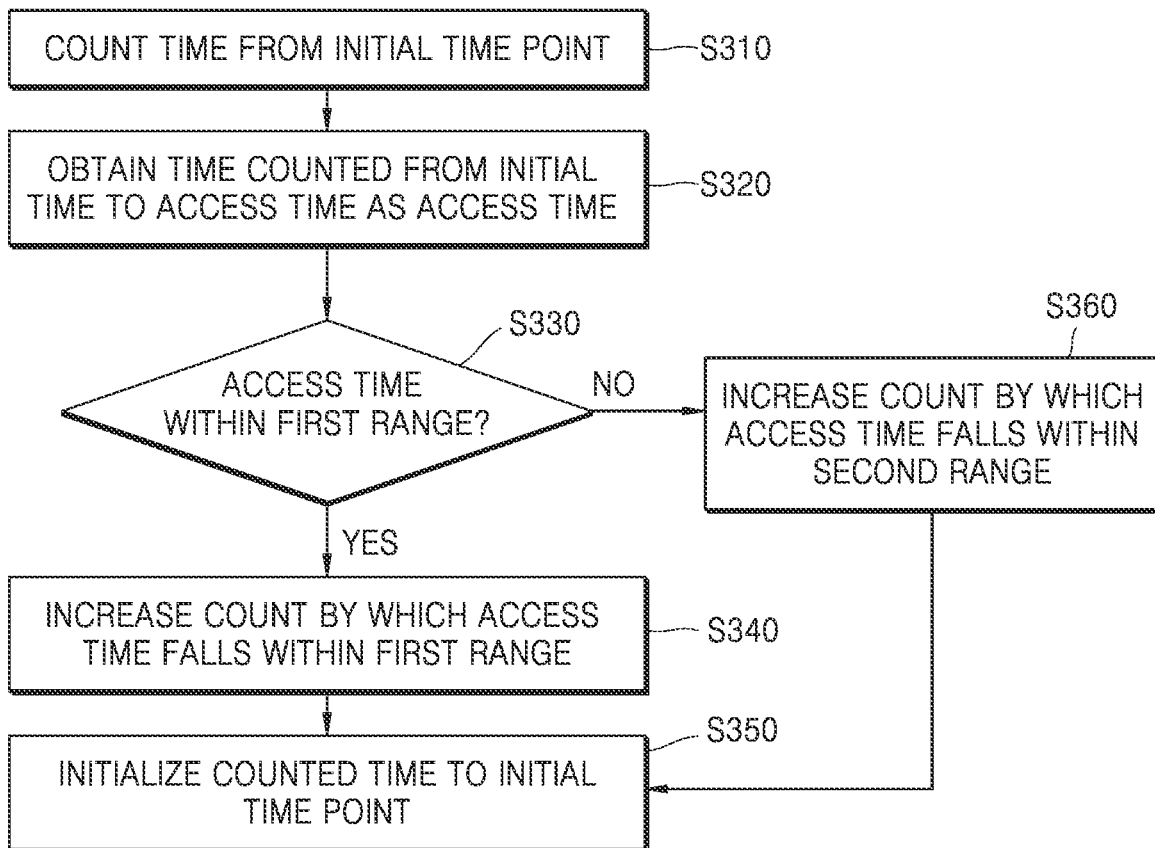 COUNT TIME FROM INITIAL TIME POINT
S310
OBTAIN TIME COUNTED FROM INITIAL
TIME TO ACCESS TIME AS ACCESS TIME
S320
S330
ACCESS TIME
WITHIN FIRST RANGE?
NO
S360
INCREASE COUNT BY WHICH
ACCESS TIME FALLS WITHIN
SECOND RANGE
YES
INCREASE COUNT BY WHICH ACCESS
TIME FALLS WITHIN FIRST RANGE
S340
S350
INITIALIZE COUNTED TIME TO INITIAL
TIME POINT